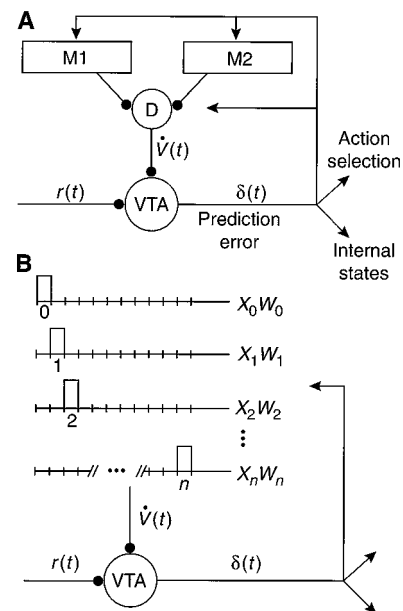 A
M1
M2
D
V̇(t)
Action
selection
r(t)
VTA
δ(t)
Prediction
error
Internal
states
B
0
X₀W₀
1
X₁W₁
2
X₂W₂
⋮
// ••• //
n
XₙWₙ
V̇(t)
r(t)
VTA
δ(t)